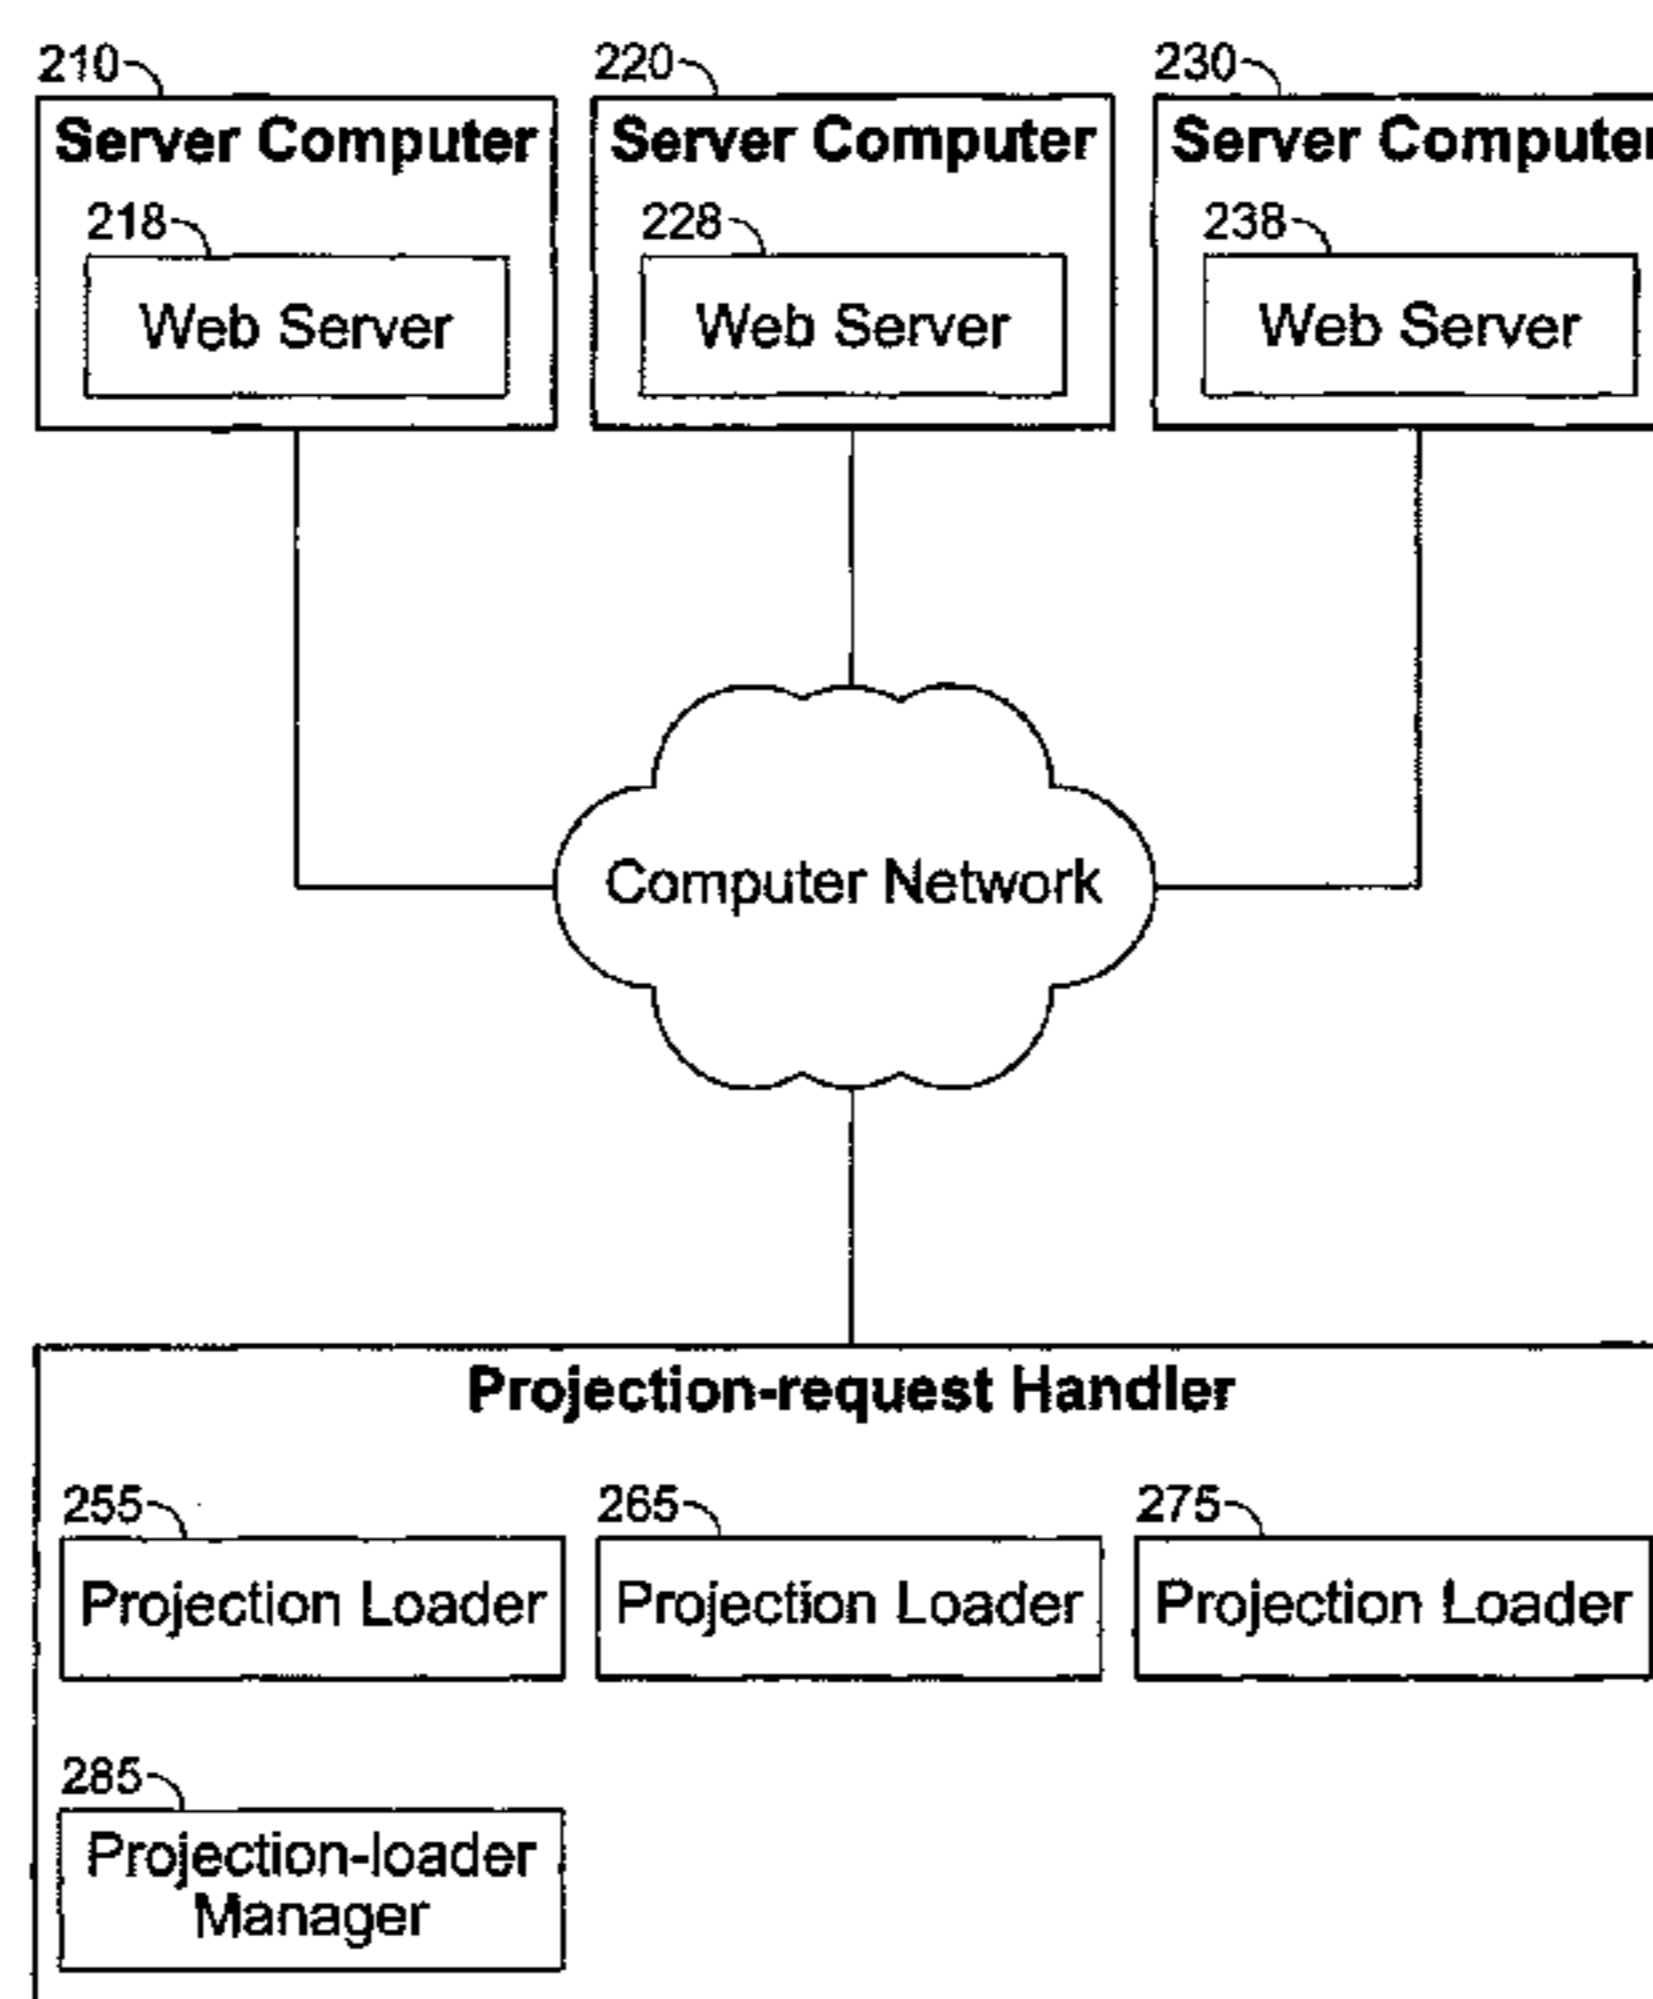 210 220 230
Server Computer Server Computer Server Computer
218 228 238
Web Server Web Server Web Server
Computer Network
Projection-request Handler
255 265 275
Projection Loader Projection Loader Projection Loader
285
Projection-loader
Manager